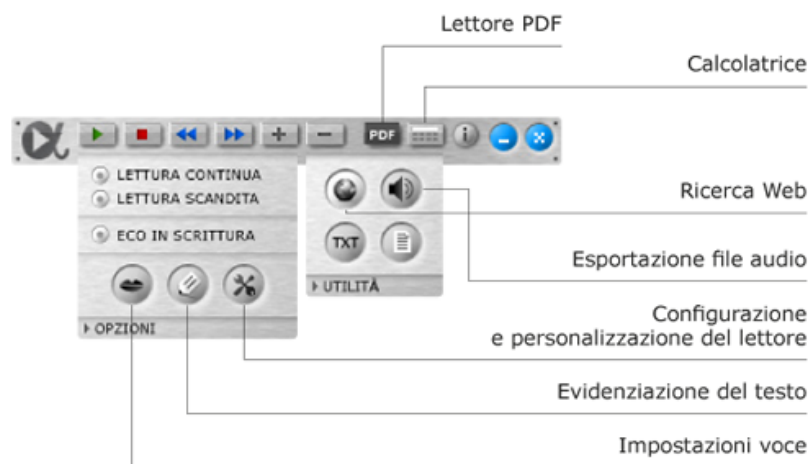 Lettore PDF
Calcolatrice
PDF
i
LETTURA CONTINUA
LETTURA SCANDITA
Ricerca Web
ECO IN SCRITTURA
TXT
Esportazione file audio
UTILITÀ
Configurazione
e personalizzazione del lettore
OPZIONI
Evidenziazione del testo
Impostazioni voce